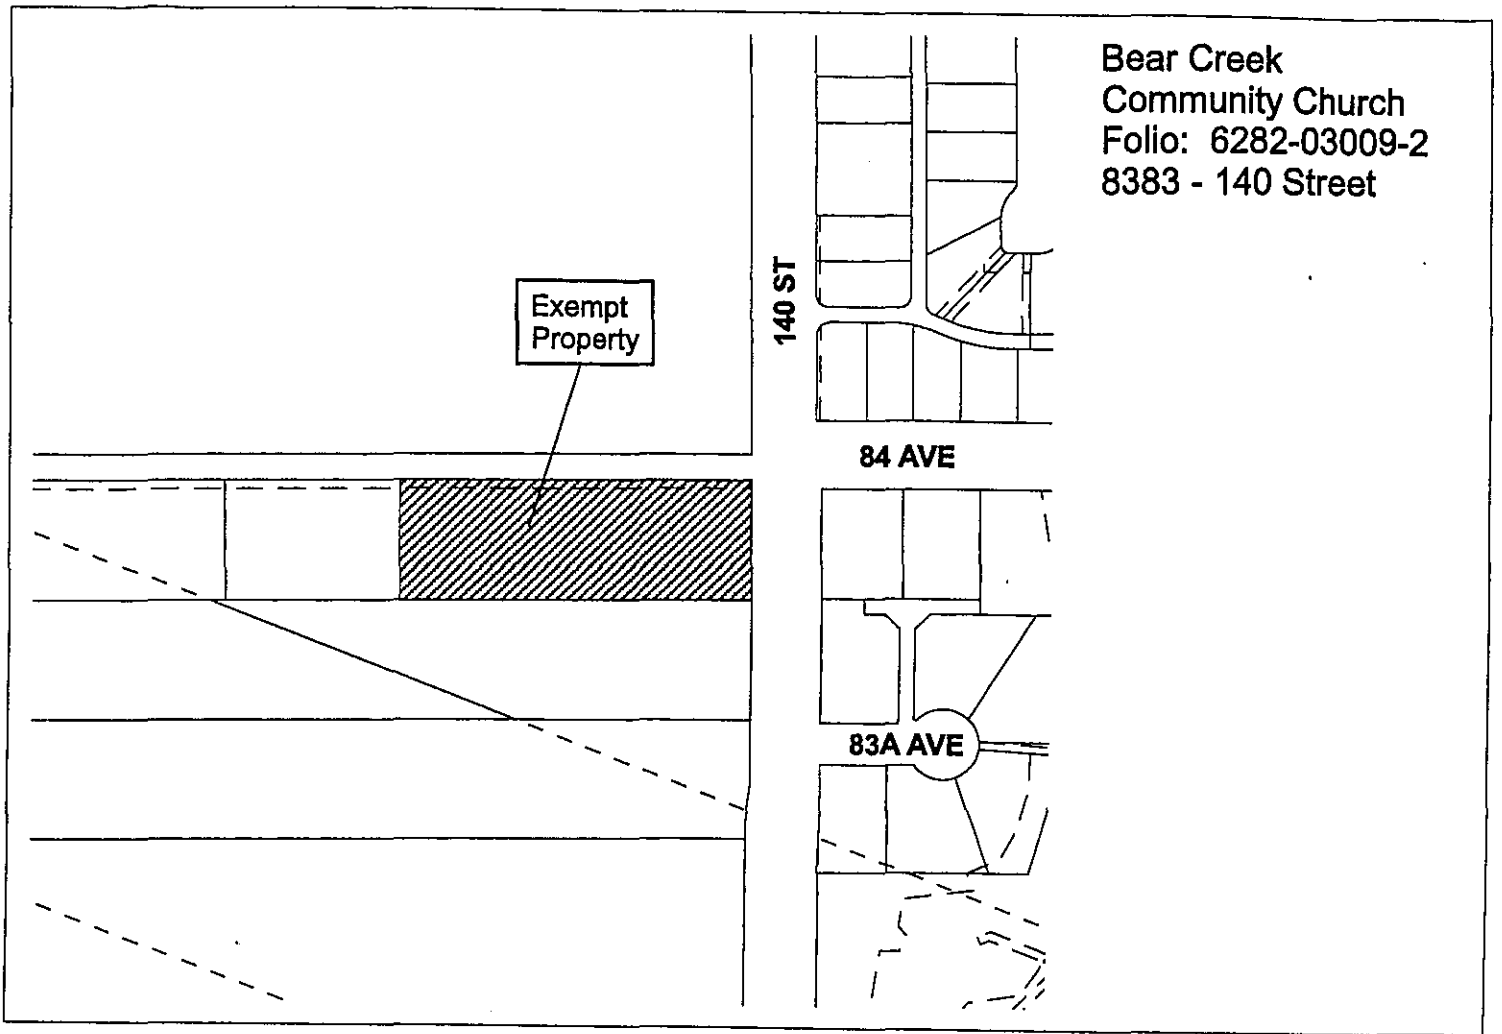 Bear Creek
Community Church
Folio: 6282-03009-2
8383 - 140 Street
Exempt
Property
140 ST
84 AVE
83A AVE